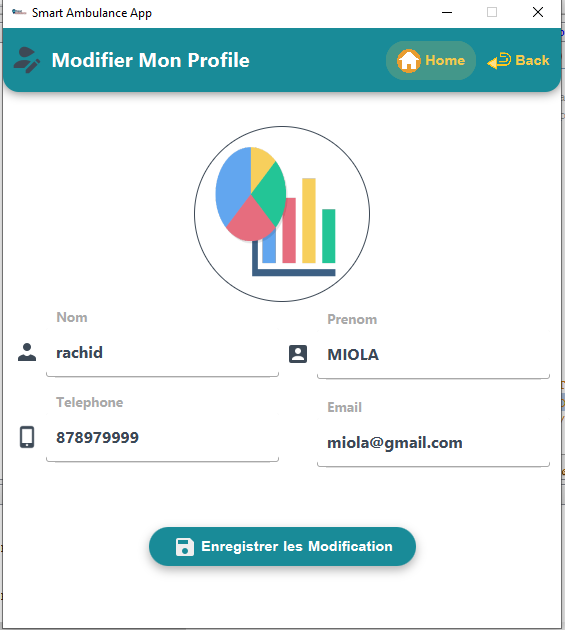 Smart Ambulance App
Modifier Mon Profile
Home
Back
Nom
rachid
Prenom
MIOLA
Telephone
878979999
Email
miola@gmail.com
Enregistrer les Modification